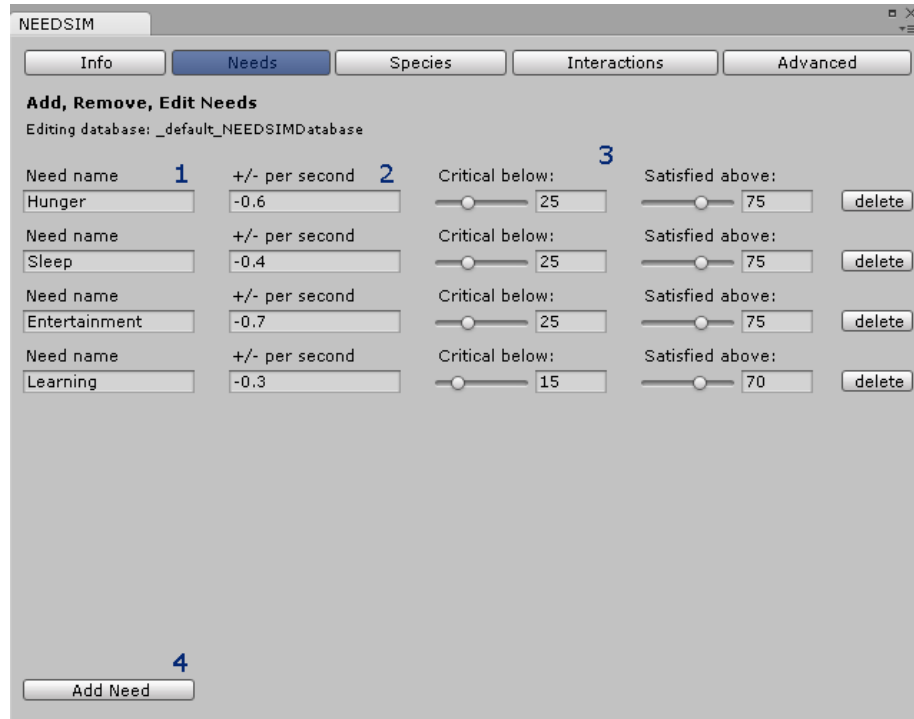 NEEDSIM
Info Needs Species Interactions Advanced
Add, Remove, Edit Needs
Editing database: _default_NEEDSIMDatabase
3
Need name 1 +/- per second 2 Critical below: Satisfied above:
Hunger -0.6 25 75 delete
Need name +/- per second Critical below: Satisfied above:
Sleep -0.4 25 75 delete
Need name +/- per second Critical below: Satisfied above:
Entertainment -0.7 25 75 delete
Need name +/- per second Critical below: Satisfied above:
Learning -0.3 15 70 delete
4
Add Need